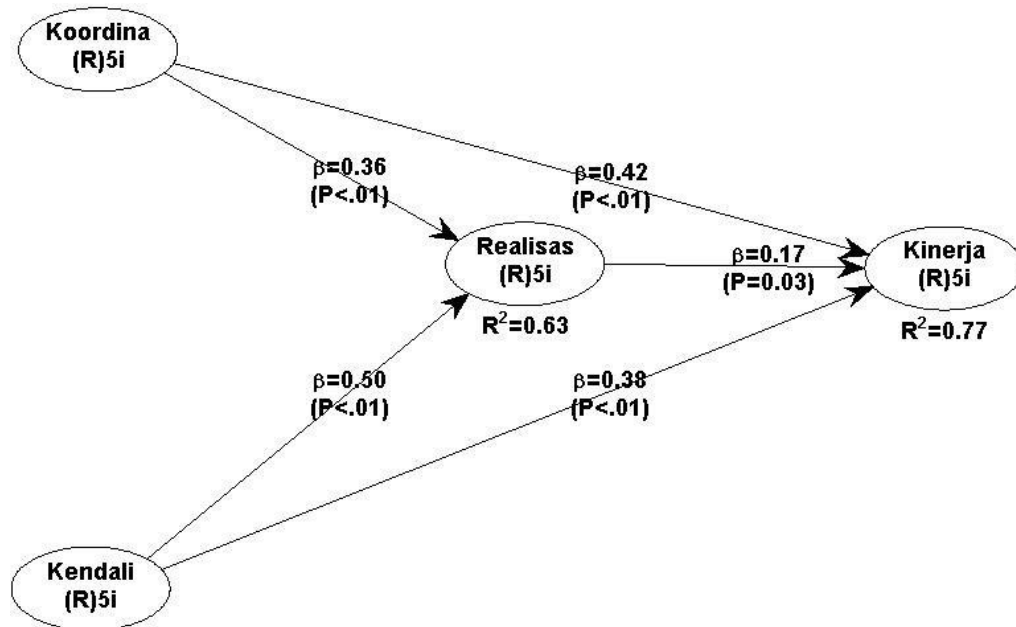 Koordina
(R)5i
β=0.36
(P<.01)
β=0.42
(P<.01)
Realisas
(R)5i
R²=0.63
β=0.17
(P=0.03)
Kinerja
(R)5i
R²=0.77
β=0.50
(P<.01)
β=0.38
(P<.01)
Kendali
(R)5i